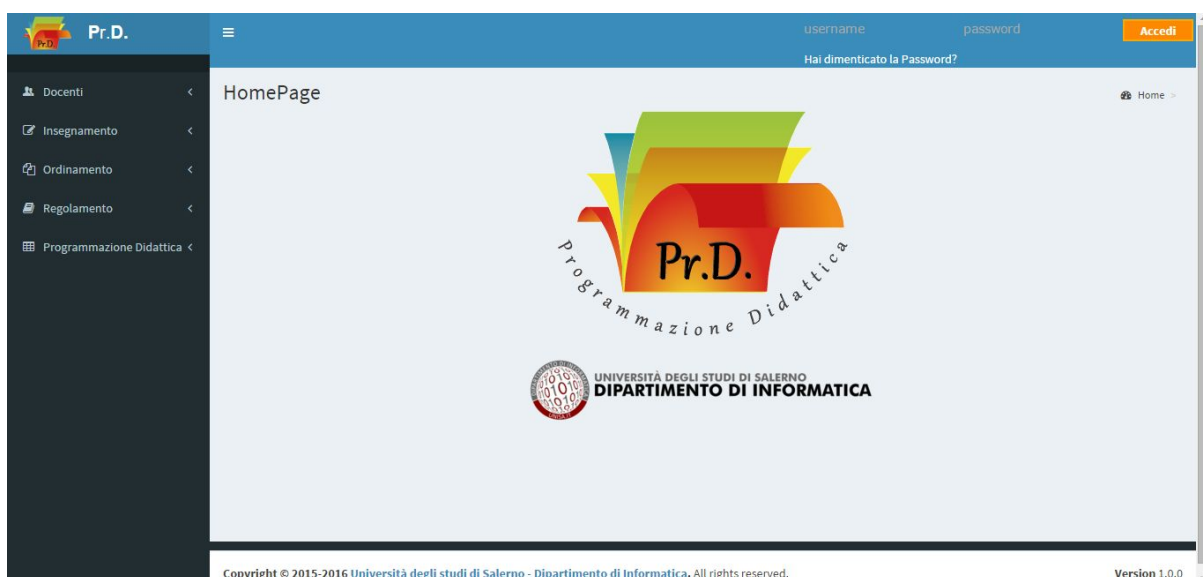 Pr.D.
Pr.D.
username password Accedi
Hai dimenticato la Password?
Docenti
Insegnamento
Ordinamento
Regolamento
Programmazione Didattica
HomePage
Home >
Pr.D.
Programmazione Didattica
UNIVERSITÀ DEGLI STUDI DI SALERNO
DIPARTIMENTO DI INFORMATICA
Copyright © 2015-2016 Università degli studi di Salerno - Dipartimento di Informatica. All rights reserved.
Version 1.0.0